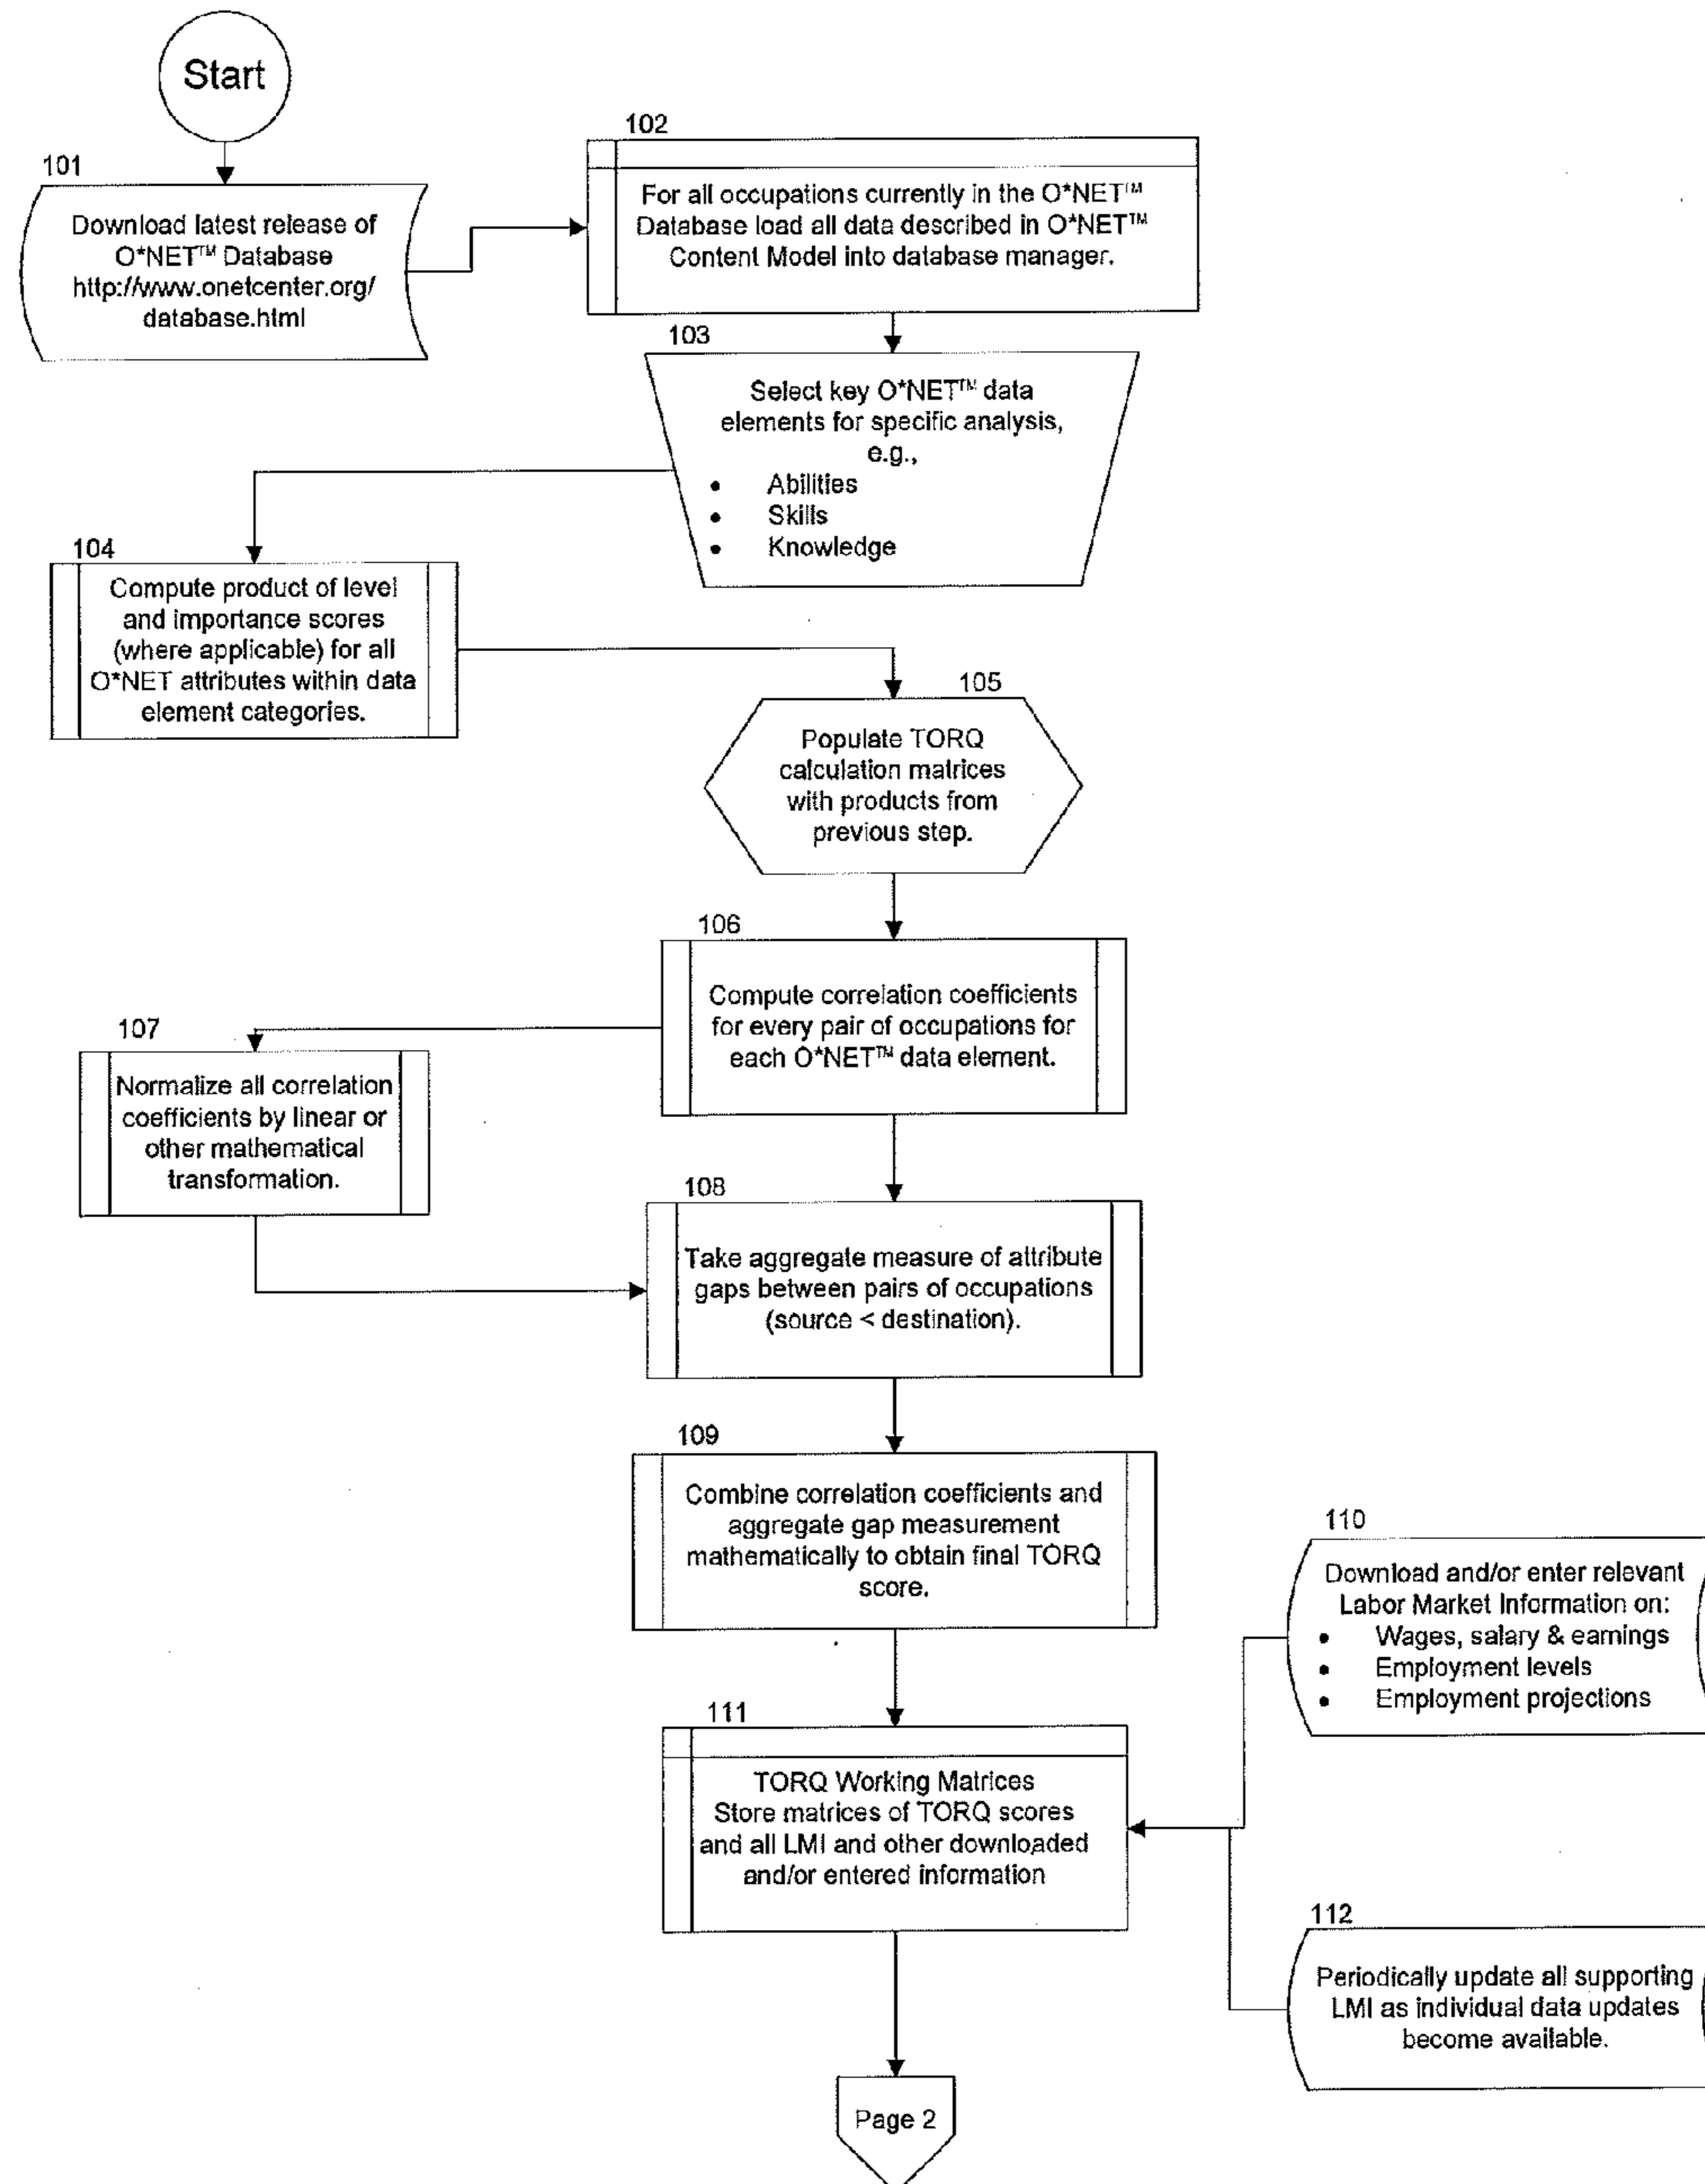 Start
101
Download latest release of
O*NET™ Database
http://www.onetcenter.org/
database.html
102
For all occupations currently in the O*NET™
Database load all data described in O*NET™
Content Model into database manager.
103
Select key O*NET™ data
elements for specific analysis,
e.g.,
• Abilities
• Skills
• Knowledge
104
Compute product of level
and importance scores
(where applicable) for all
O*NET attributes within data
element categories.
105
Populate TORQ
calculation matrices
with products from
previous step.
106
Compute correlation coefficients
for every pair of occupations for
each O*NET™ data element.
107
Normalize all correlation
coefficients by linear or
other mathematical
transformation.
108
Take aggregate measure of attribute
gaps between pairs of occupations
(source < destination).
109
Combine correlation coefficients and
aggregate gap measurement
mathematically to obtain final TORQ
score.
110
Download and/or enter relevant
Labor Market Information on:
• Wages, salary & earnings
• Employment levels
• Employment projections
111
TORQ Working Matrices
Store matrices of TORQ scores
and all LMI and other downloaded
and/or entered information
112
Periodically update all supporting
LMI as individual data updates
become available.
Page 2